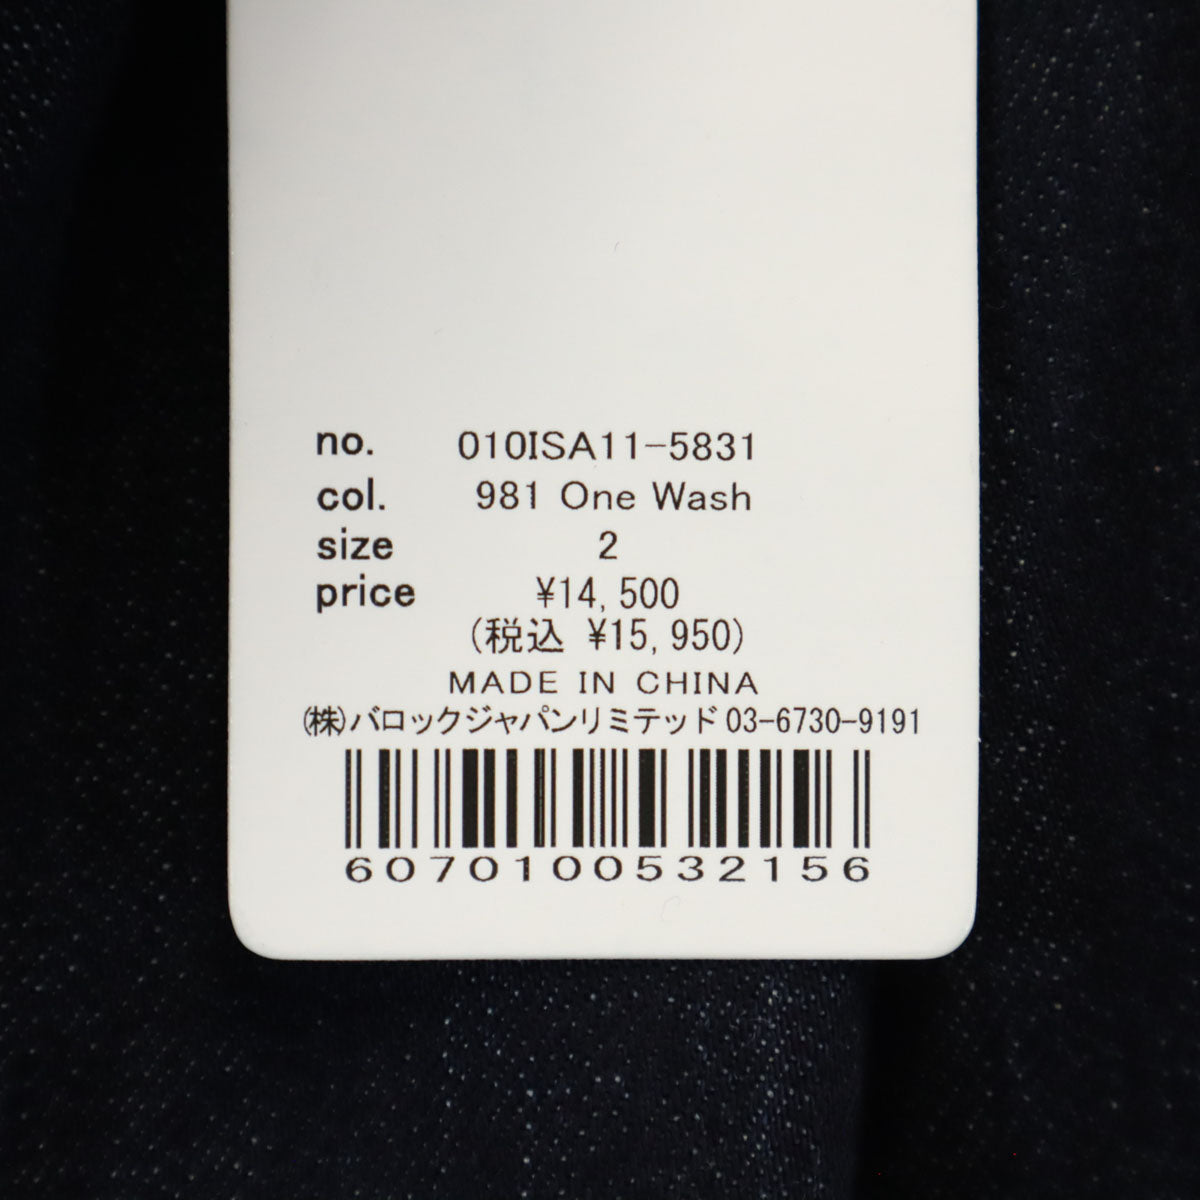 no. 010ISA11-5831
col. 981 One Wash
size 2
price ¥14,500
(税込 ¥15,950)
MADE IN CHINA
(株)バロックジャパンリミテッド 03-6730-9191
6070100532156